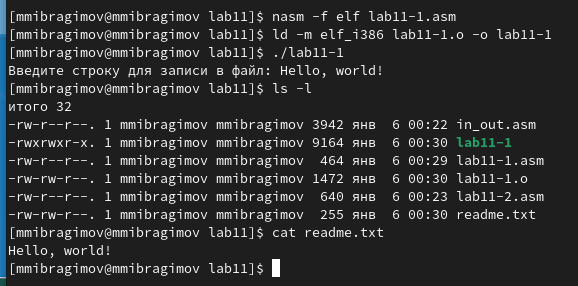 [mmibragimov@mmibragimov lab11]$ nasm -f elf lab11-1.asm
[mmibragimov@mmibragimov lab11]$ ld -m elf_i386 lab11-1.o -o lab11-1
[mmibragimov@mmibragimov lab11]$ ./lab11-1
Введите строку для записи в файл: Hello, world!
[mmibragimov@mmibragimov lab11]$ ls -l
итого 32
-rw-r--r--. 1 mmibragimov mmibragimov 3942 янв  6 00:22 in_out.asm
-rwxrwxr-x. 1 mmibragimov mmibragimov 9164 янв  6 00:30 lab11-1
-rw-r--r--. 1 mmibragimov mmibragimov  464 янв  6 00:29 lab11-1.asm
-rw-rw-r--. 1 mmibragimov mmibragimov 1472 янв  6 00:30 lab11-1.o
-rw-r--r--. 1 mmibragimov mmibragimov  640 янв  6 00:23 lab11-2.asm
-rw-rw-r--. 1 mmibragimov mmibragimov  255 янв  6 00:30 readme.txt
[mmibragimov@mmibragimov lab11]$ cat readme.txt
Hello, world!
[mmibragimov@mmibragimov lab11]$